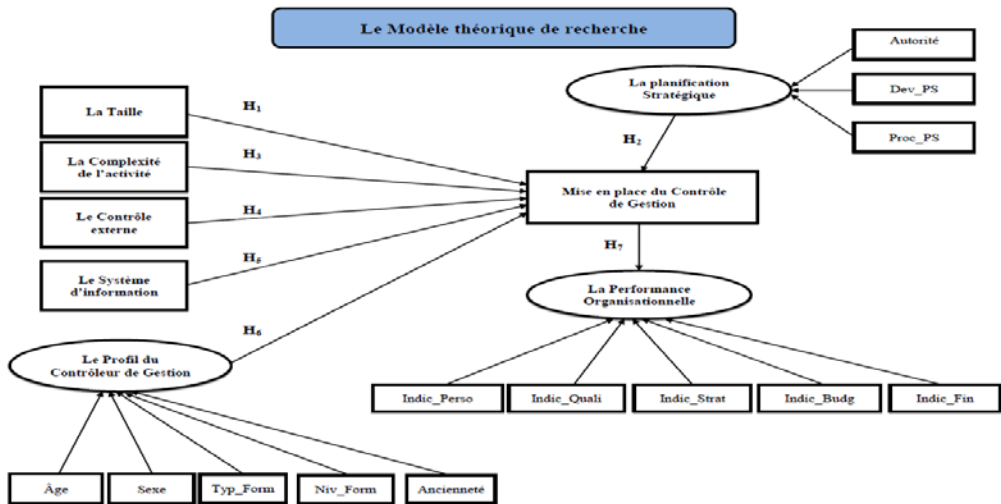 Le Modèle théorique de recherche
Autorité
La planification
Stratégique
Dev_PS
Proc_PS
La Taille
H₁
H₂
La Complexité
de l'activité
H₃
Mise en place du Contrôle
de Gestion
Le Contrôle
externe
H₄
H₇
Le Système
d'information
H₅
La Performance
Organisationnelle
H₆
Le Profil du
Contrôleur de Gestion
Indic_Perso
Indic_Quali
Indic_Strat
Indic_Budg
Indic_Fin
Âge
Sexe
Typ_Form
Niv_Form
Ancienneté